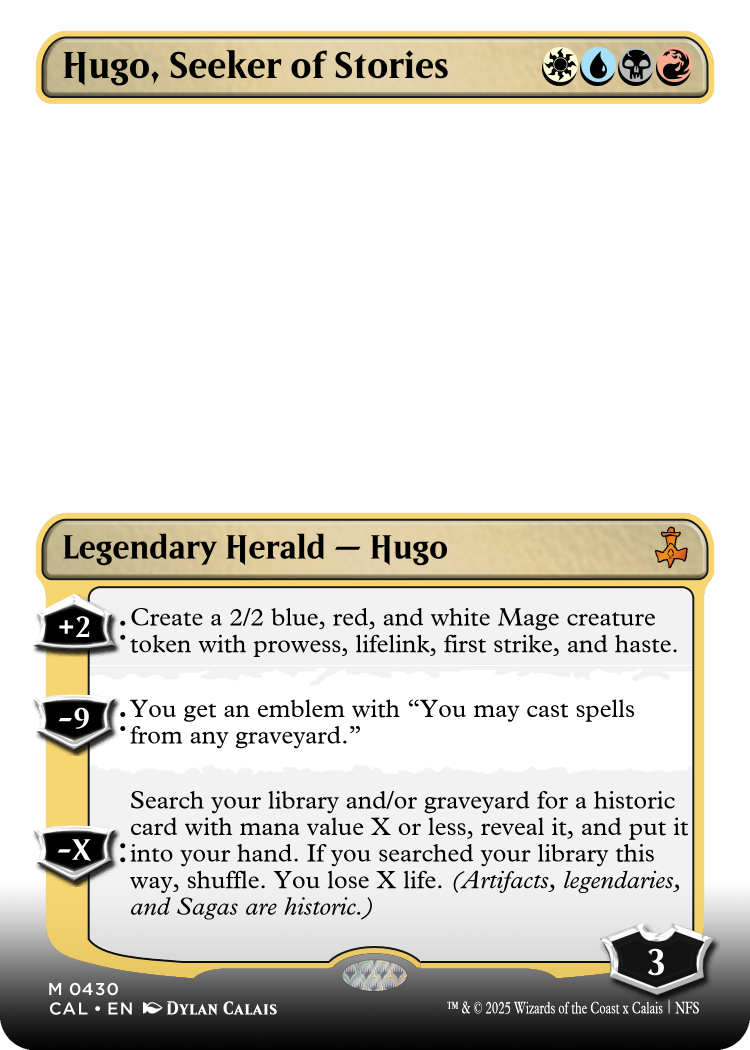 Hugo, Seeker of Stories
Legendary Herald — Hugo
+2: Create a 2/2 blue, red, and white Mage creature
token with prowess, lifelink, first strike, and haste.
−9: You get an emblem with “You may cast spells
from any graveyard.”
Search your library and/or graveyard for a historic
card with mana value X or less, reveal it, and put it
−X: into your hand. If you searched your library this
way, shuffle. You lose X life. (Artifacts, legendaries,
and Sagas are historic.)
3
M 0430
CAL • EN Dylan Calais
™ & © 2025 Wizards of the Coast x Calais | NFS